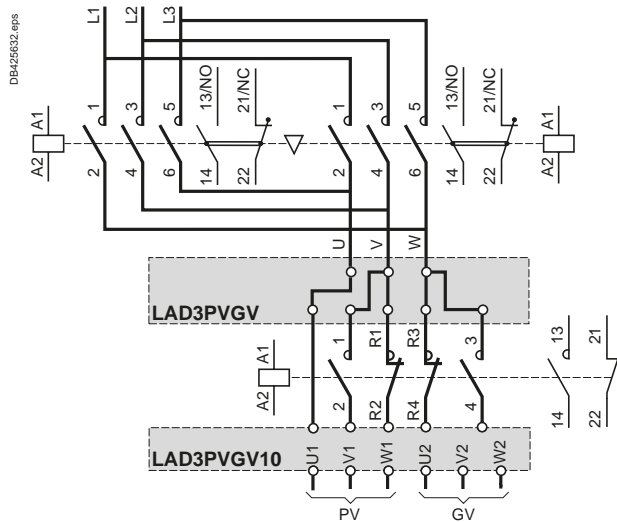 DB425632.eps
L1 L2 L3
A1 1 3 5 13/NO 21/NC 1 3 5 13/NO 21/NC A1
A2 2 4 6 14 22 2 4 6 14 22 A2
U V W
LAD3PVGV
A1 1 R1 R3 3 13 21
A2 2 R2 R4 4 14 22
LAD3PVGV10 U1 V1 W1 U2 V2 W2
PV GV